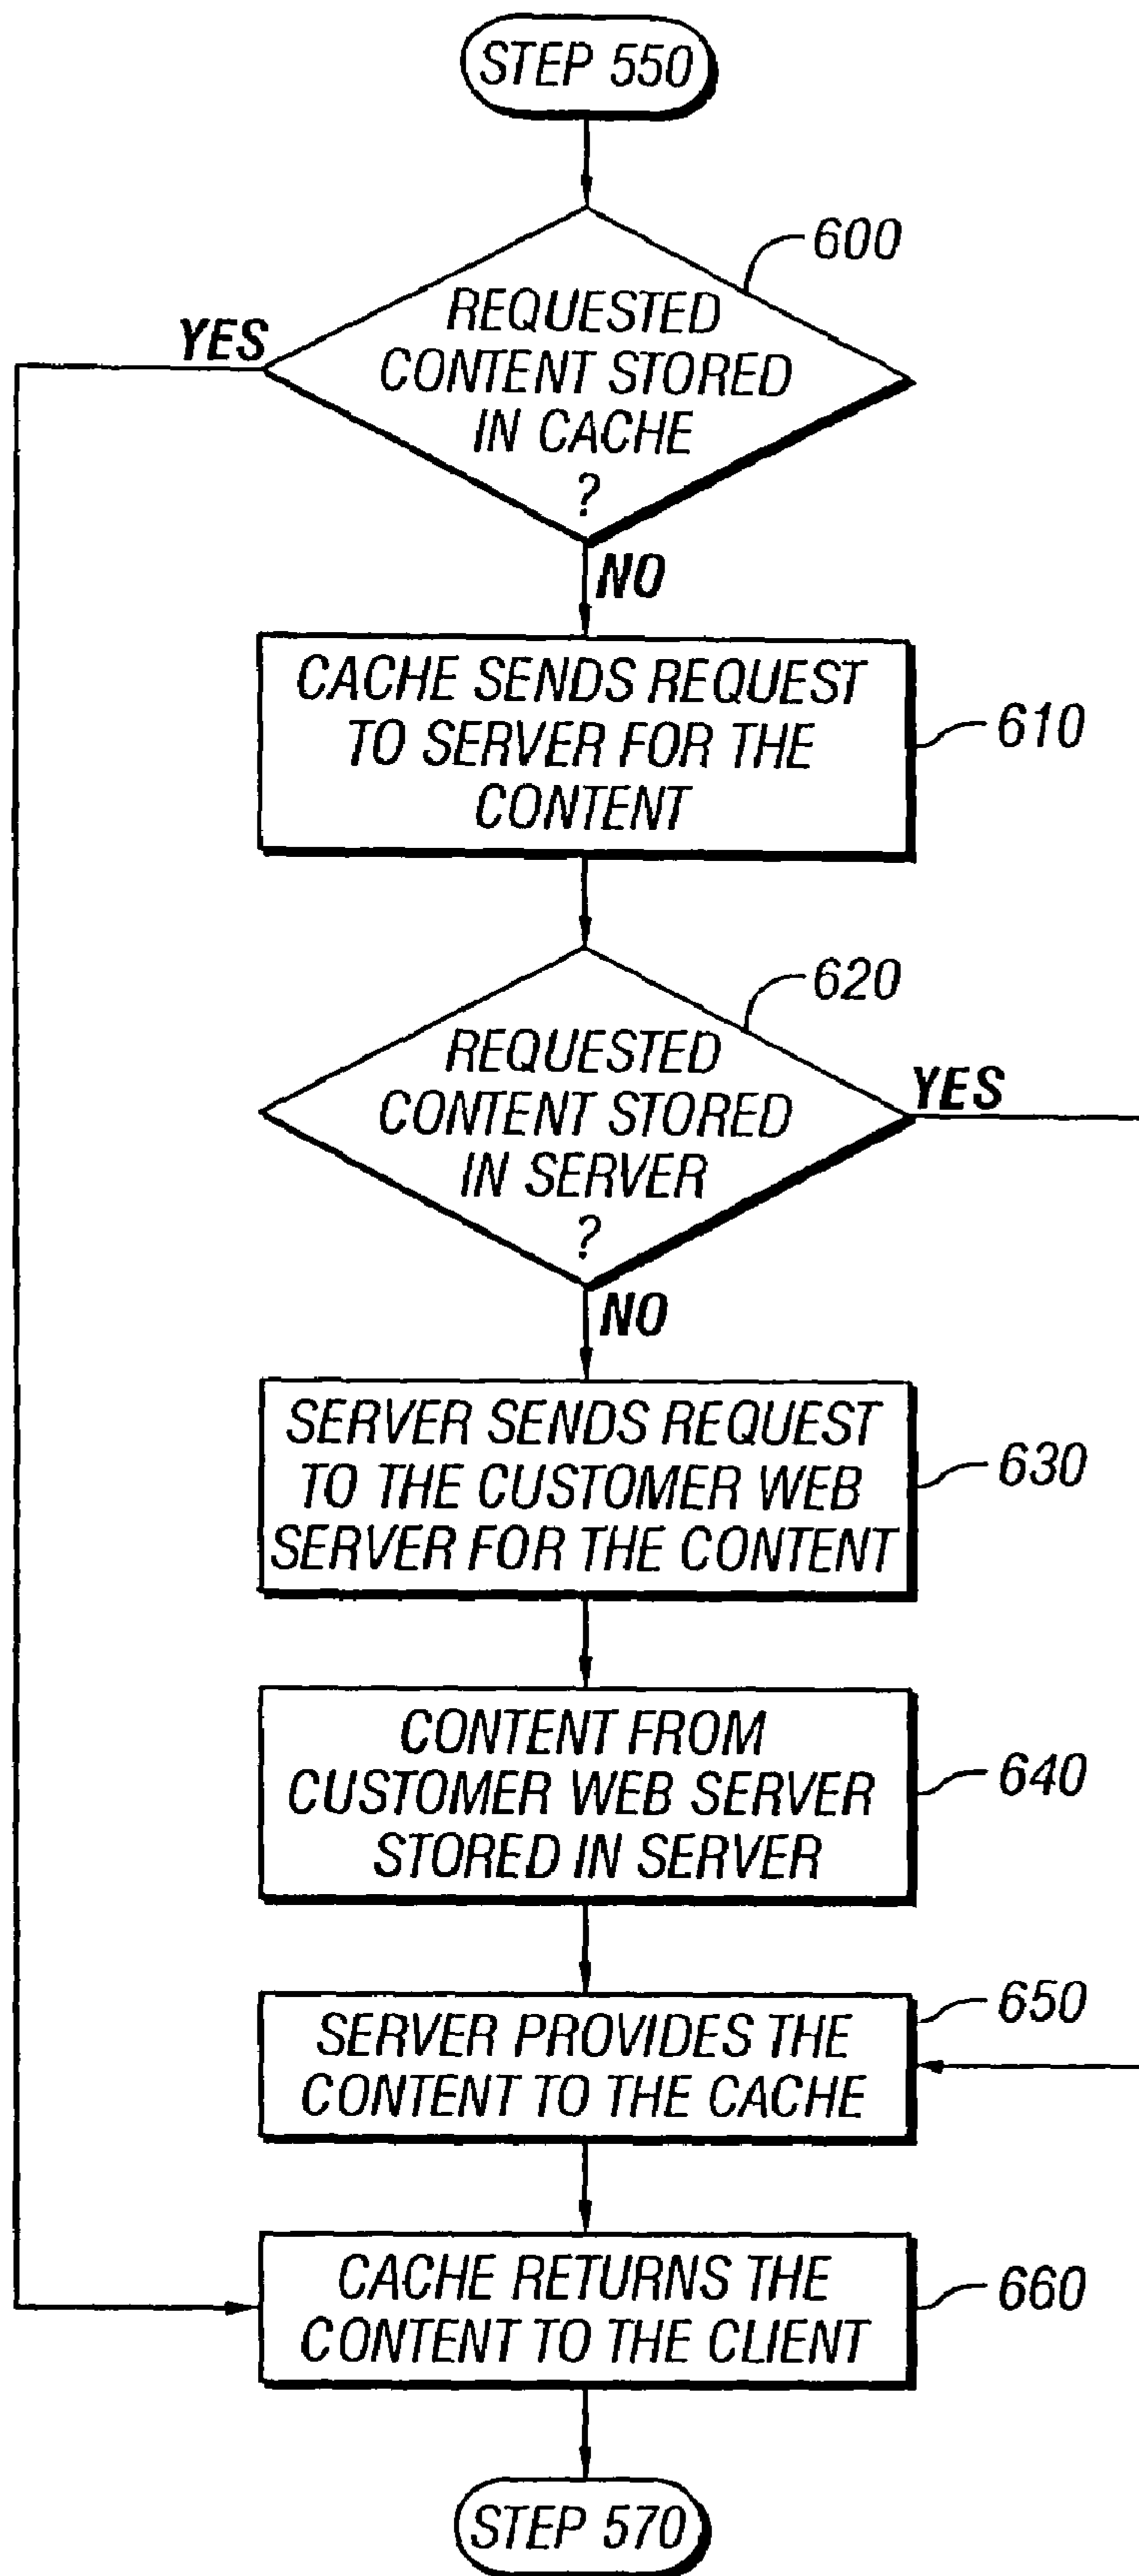 STEP 550
600
REQUESTED
CONTENT STORED
IN CACHE
?
YES
NO
CACHE SENDS REQUEST
TO SERVER FOR THE
CONTENT
610
620
REQUESTED
CONTENT STORED
IN SERVER
?
YES
NO
SERVER SENDS REQUEST
TO THE CUSTOMER WEB
SERVER FOR THE CONTENT
630
CONTENT FROM
CUSTOMER WEB SERVER
STORED IN SERVER
640
SERVER PROVIDES THE
CONTENT TO THE CACHE
650
CACHE RETURNS THE
CONTENT TO THE CLIENT
660
STEP 570